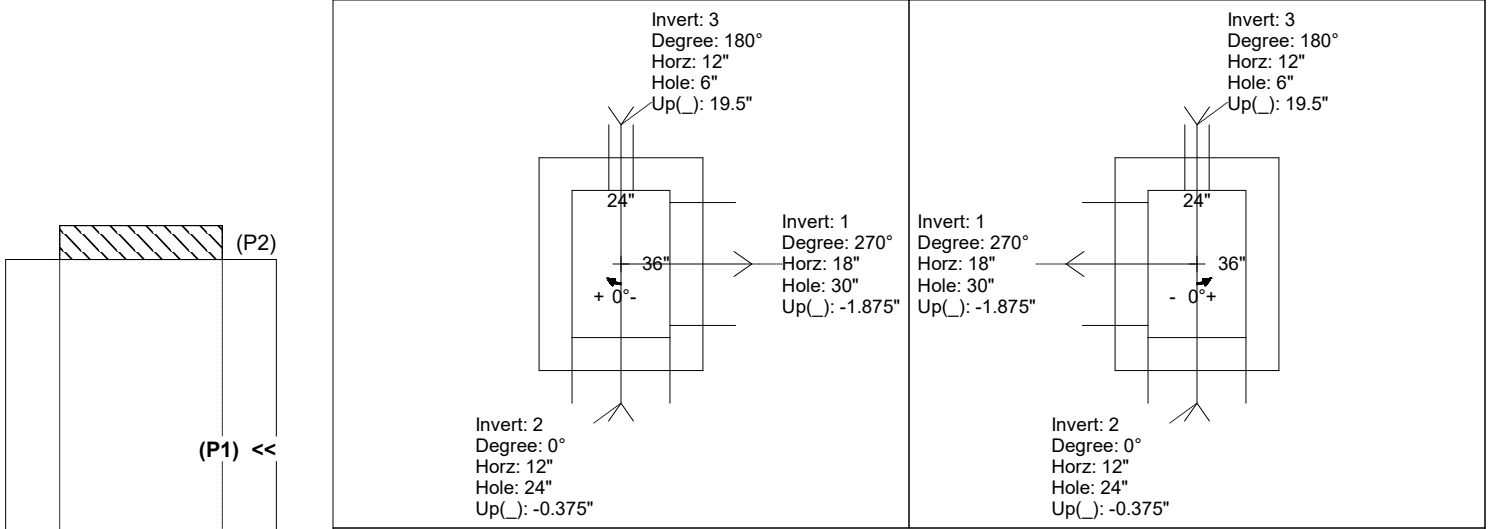 (P2)
(P1) <<
Invert: 3
Degree: 180°
Horz: 12"
Hole: 6"
Up(_): 19.5"
24"
36"
+ 0°-
Invert: 1
Degree: 270°
Horz: 18"
Hole: 30"
Up(_): -1.875"
Invert: 2
Degree: 0°
Horz: 12"
Hole: 24"
Up(_): -0.375"
Invert: 3
Degree: 180°
Horz: 12"
Hole: 6"
Up(_): 19.5"
24"
Invert: 1
Degree: 270°
Horz: 18"
Hole: 30"
Up(_): -1.875"
36"
- 0°+
Invert: 2
Degree: 0°
Horz: 12"
Hole: 24"
Up(_): -0.375"